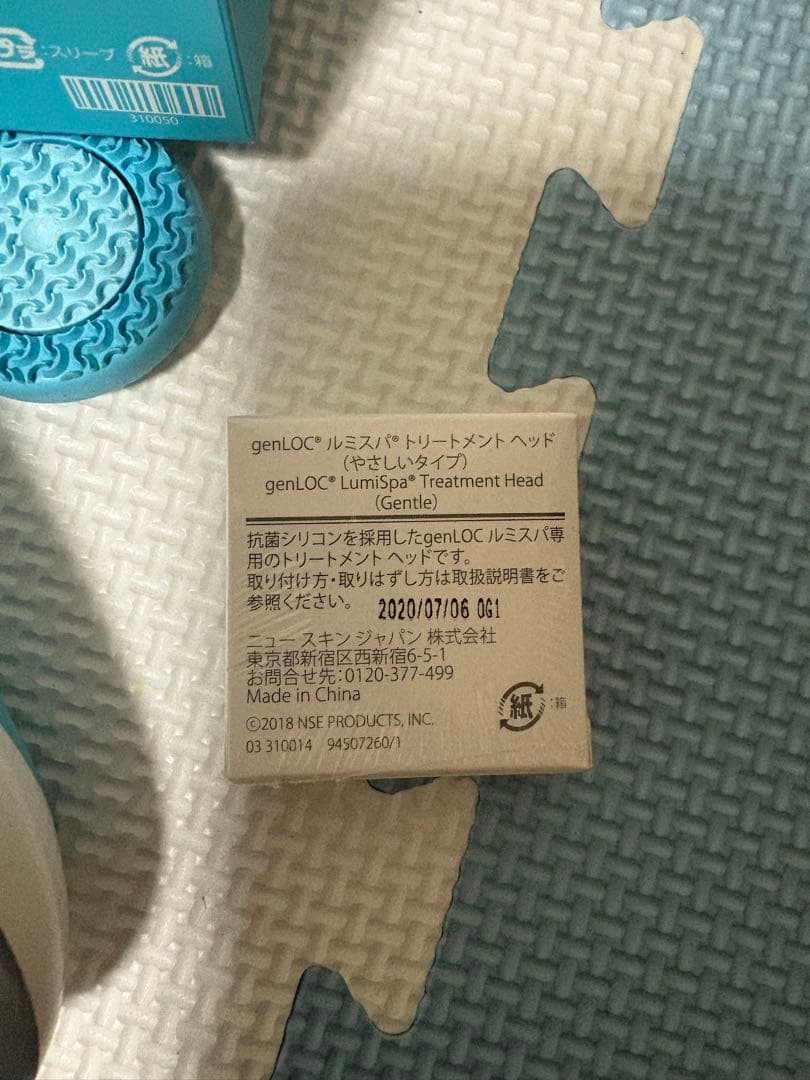 プラ:スリーブ 紙:箱
310050
genLOC® ルミスパ® トリートメント ヘッド
(やさしいタイプ)
genLOC® LumiSpa® Treatment Head
(Gentle)
抗菌シリコンを採用したgenLOC ルミスパ専
用のトリートメント ヘッドです。
取り付け方・取りはずし方は取扱説明書をご
参照ください。 2020/07/06 0G1
ニュー スキン ジャパン 株式会社
東京都新宿区西新宿6-5-1
お問合せ先:0120-377-499
Made in China
紙:箱
©2018 NSE PRODUCTS, INC.
03 310014 94507260/1